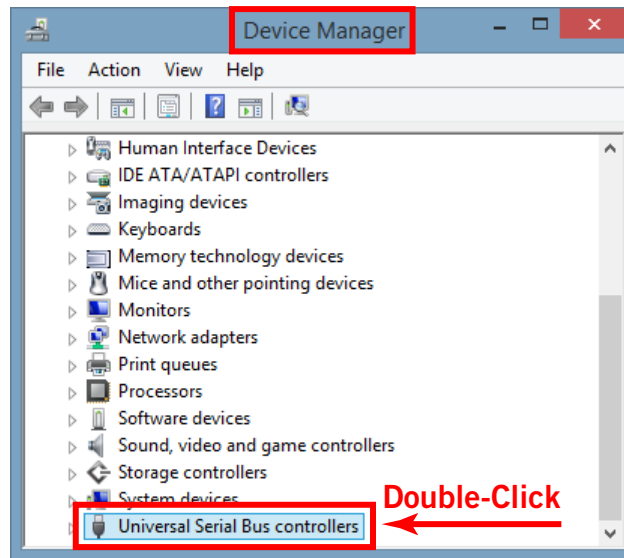 Device Manager
File Action View Help
Human Interface Devices
IDE ATA/ATAPI controllers
Imaging devices
Keyboards
Memory technology devices
Mice and other pointing devices
Monitors
Network adapters
Print queues
Processors
Software devices
Sound, video and game controllers
Storage controllers
System devices
Double-Click
Universal Serial Bus controllers